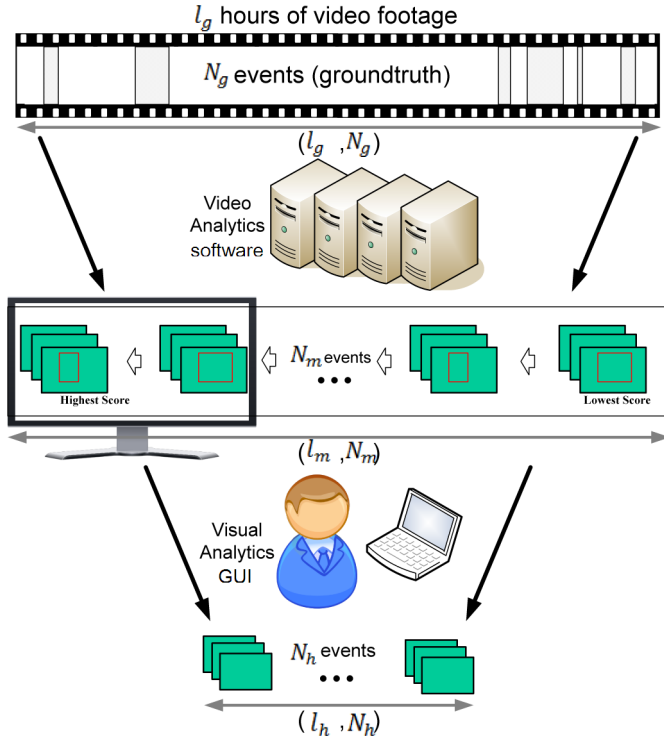 l_g hours of video footage
N_g events (groundtruth)
(l_g ,N_g)
Video
Analytics
software
N_m events
Highest Score
Lowest Score
(l_m ,N_m)
Visual
Analytics
GUI
N_h events
(l_h ,N_h)